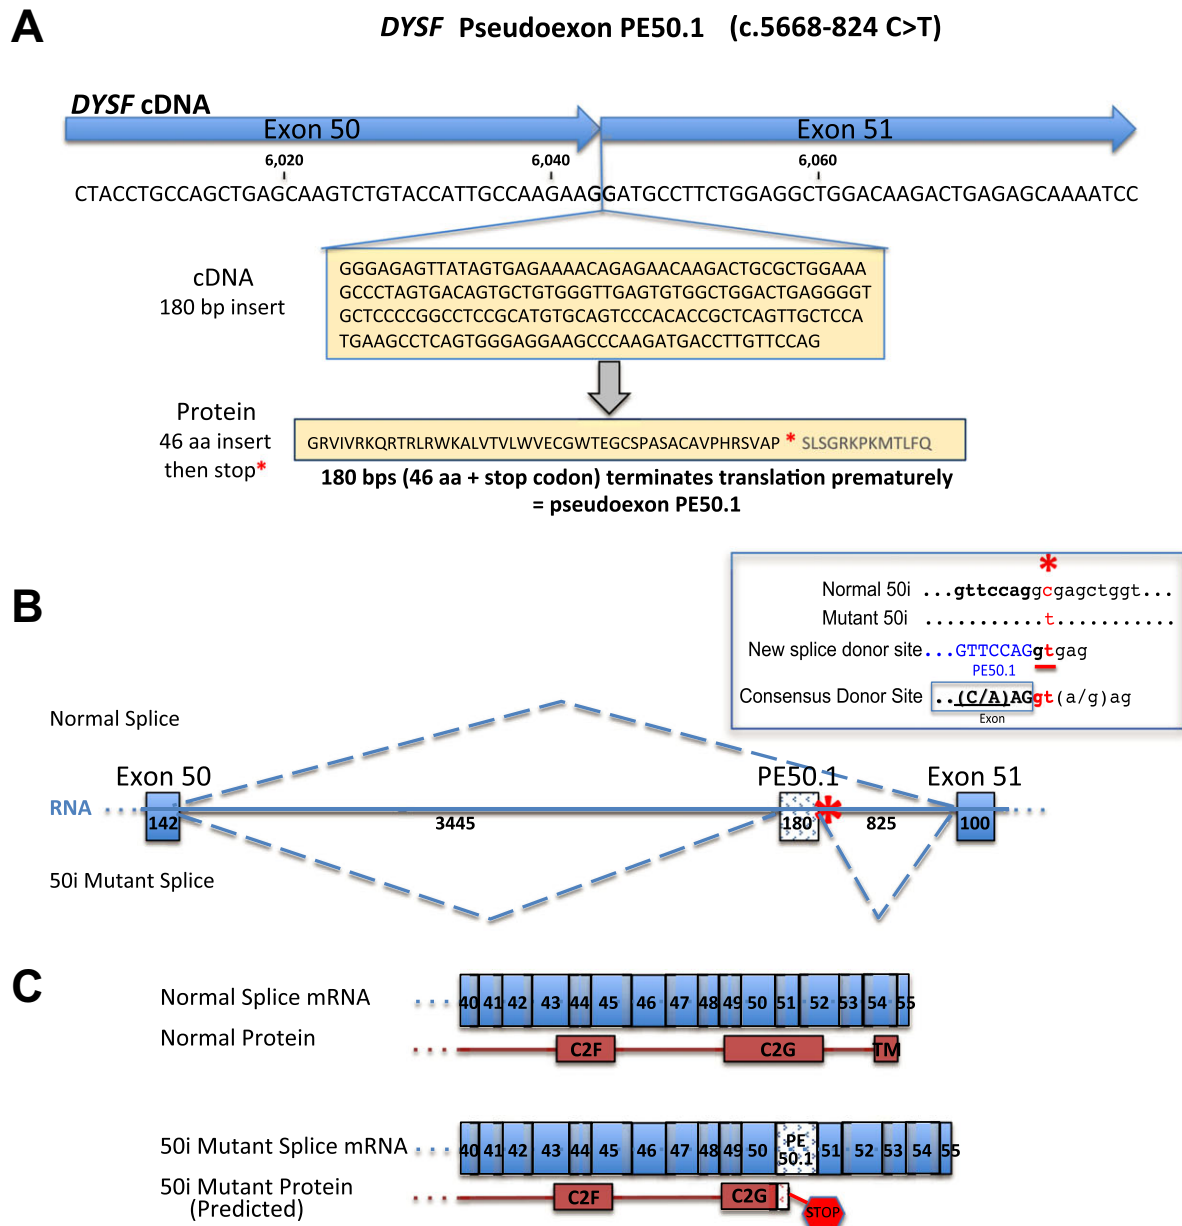 A
DYSF Pseudoexon PE50.1 (c.5668-824 C>T)
DYSF cDNA
Exon 50 Exon 51
6,020 6,040 6,060
CTACCTGCCAGCTGAGCAAGTCTGTACCATTGCCAAGAAGGATGCCTTCTGGAGGCTGGACAAGACTGAGAGCAAAATCC
cDNA
180 bp insert
GGGAGAGTTATAGTGAGAAAACAGAGAACAAGACTGCGCTGGAAA
GCCCTAGTGACAGTGCTGTGGGTTGAGTGTGGCTGGACTGAGGGGT
GCTCCCCGGCCTCCGCATGTGCAGTCCCACACCGCTCAGTTGCTCCA
TGAAGCCTCAGTGGGAGGAAGCCCAAGATGACCTTGTTCCAG
Protein
46 aa insert
then stop*
GRVIVRKQRTRLRWKALVTVLWVECGWTEGCSPASACAVPHRSVAP * SLSGRKPKMTLFQ
180 bps (46 aa + stop codon) terminates translation prematurely
= pseudoexon PE50.1
B
*
Normal 50i ...gttccaggcgagctggt...
Mutant 50i ...........t...........
New splice donor site...GTTCCAGgtgag
PE50.1
Consensus Donor Site ..(C/A)AGgt(a/g)ag
Exon
Normal Splice
Exon 50 PE50.1 Exon 51
RNA
142 3445 180 * 825 100
50i Mutant Splice
C
Normal Splice mRNA 40 41 42 43 44 45 46 47 48 49 50 51 52 53 54 55
Normal Protein C2F C2G TM
50i Mutant Splice mRNA 40 41 42 43 44 45 46 47 48 49 50 PE 50.1 51 52 53 54 55
50i Mutant Protein C2F C2G
(Predicted) STOP